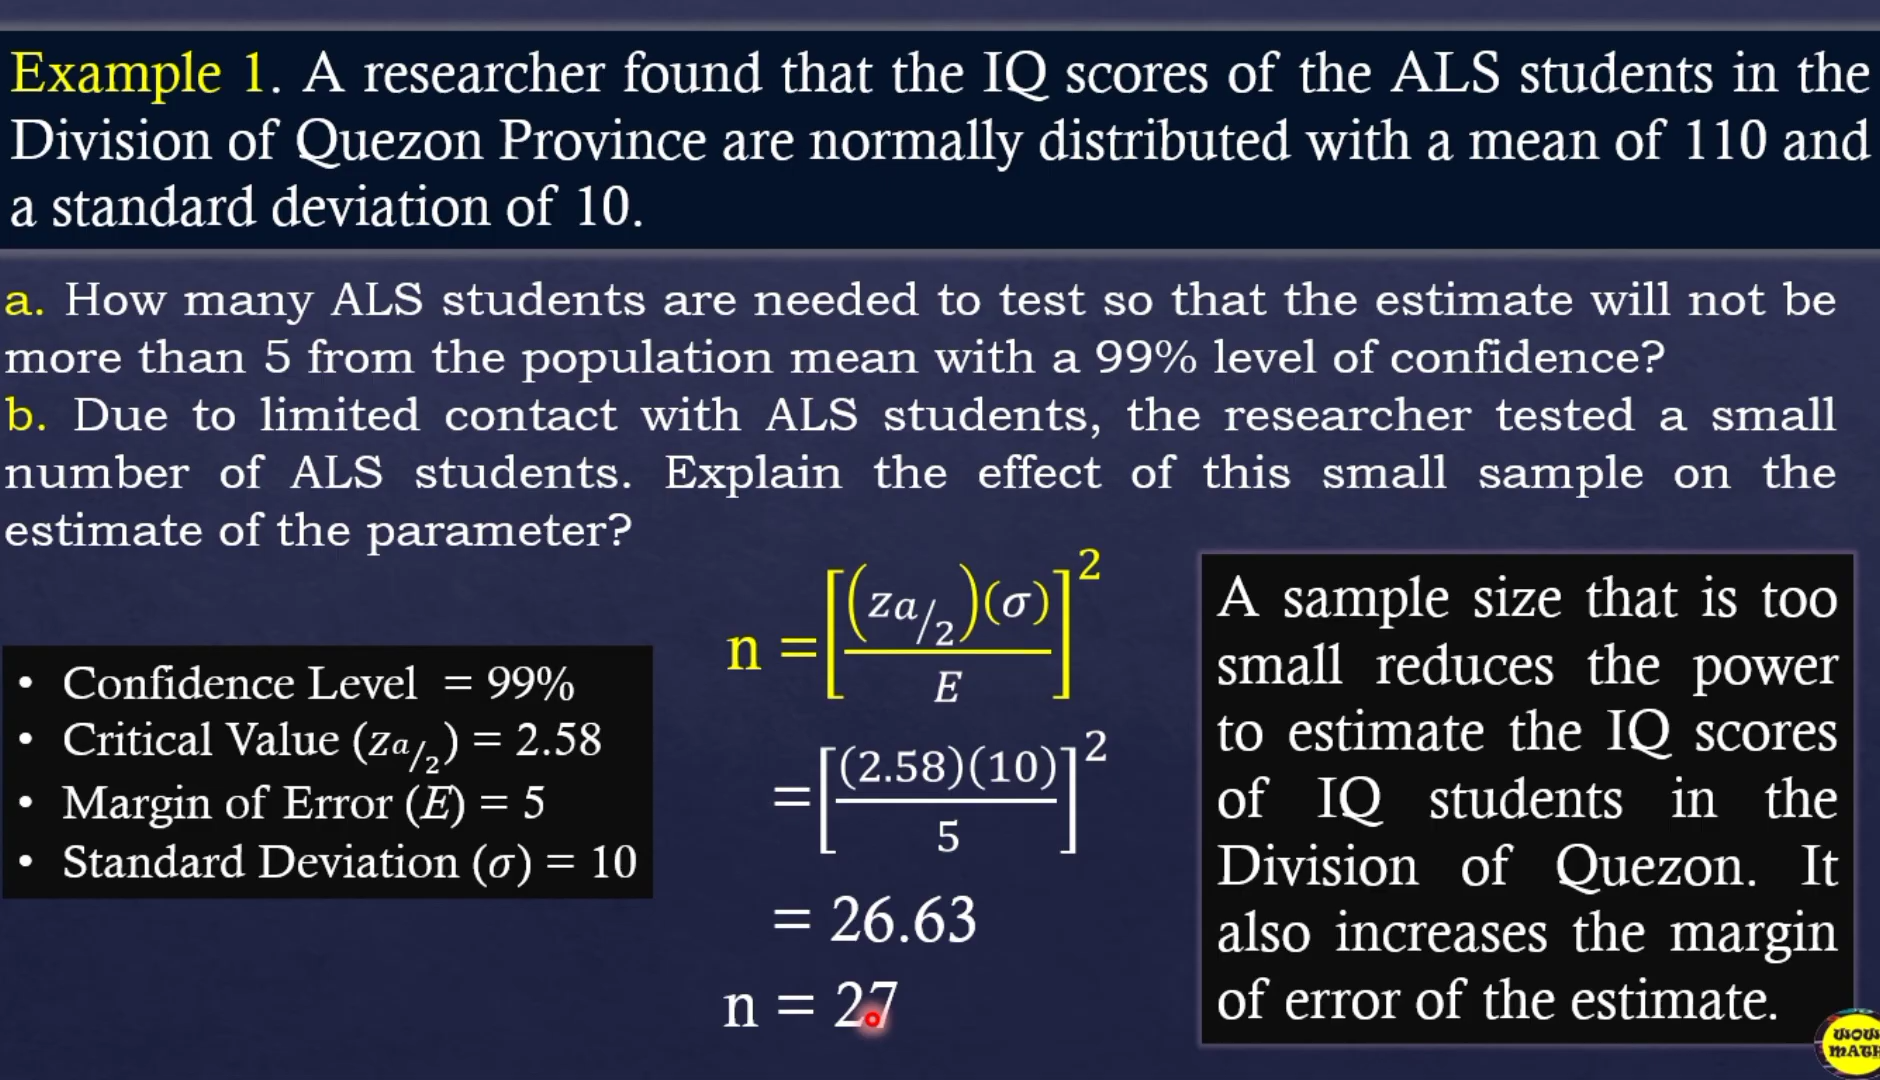 Example 1. A researcher found that the IQ scores of the ALS students in the
Division of Quezon Province are normally distributed with a mean of 110 and
a standard deviation of 10.
a. How many ALS students are needed to test so that the estimate will not be
more than 5 from the population mean with a 99% level of confidence?
b. Due to limited contact with ALS students, the researcher tested a small
number of ALS students. Explain the effect of this small sample on the
estimate of the parameter?
• Confidence Level = 99%
• Critical Value (za/2) = 2.58
• Margin of Error (E) = 5
• Standard Deviation (σ) = 10
n = [(za/2)(σ)/E]²
= [(2.58)(10)/5]²
= 26.63
n = 27
A sample size that is too
small reduces the power
to estimate the IQ scores
of IQ students in the
Division of Quezon. It
also increases the margin
of error of the estimate.
WOW
MATH